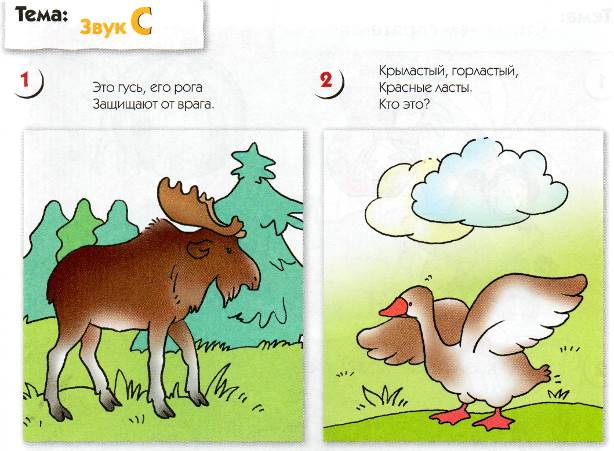 Тема:
Звук С
1
Это гусь, его рога
Защищают от врага.
2
Крыластый, горластый,
Красные ласты.
Кто это?